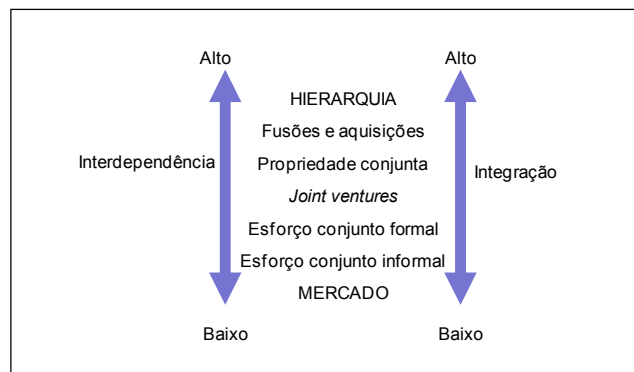 Alto
Alto
HIERARQUIA
Fusões e aquisições
Interdependência
Propriedade conjunta
Integração
Joint ventures
Esforço conjunto formal
Esforço conjunto informal
MERCADO
Baixo
Baixo